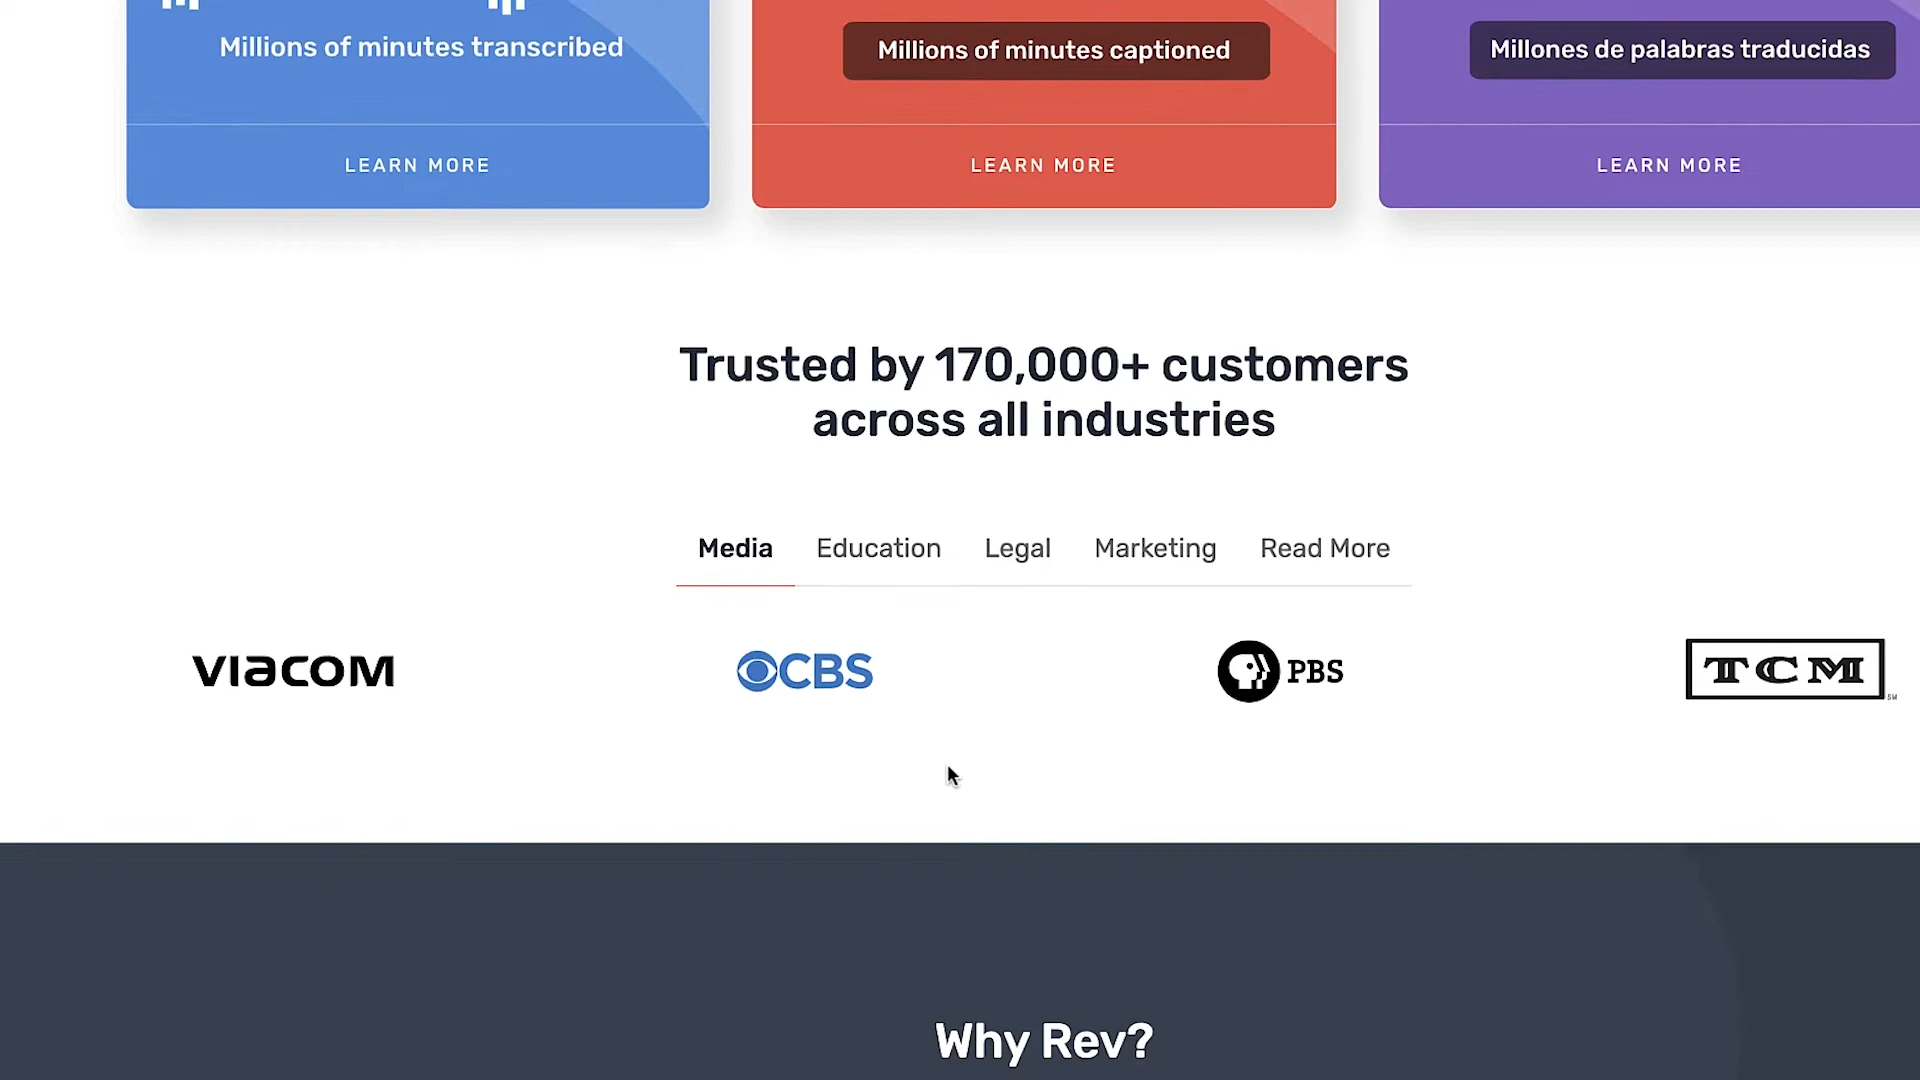 Millions of minutes transcribed
Millions of minutes captioned
Millones de palabras traducidas
LEARN MORE
LEARN MORE
LEARN MORE
Trusted by 170,000+ customers
across all industries
Media
Education
Legal
Marketing
Read More
VIACOM
CBS
PBS
TCM
SM
Why Rev?